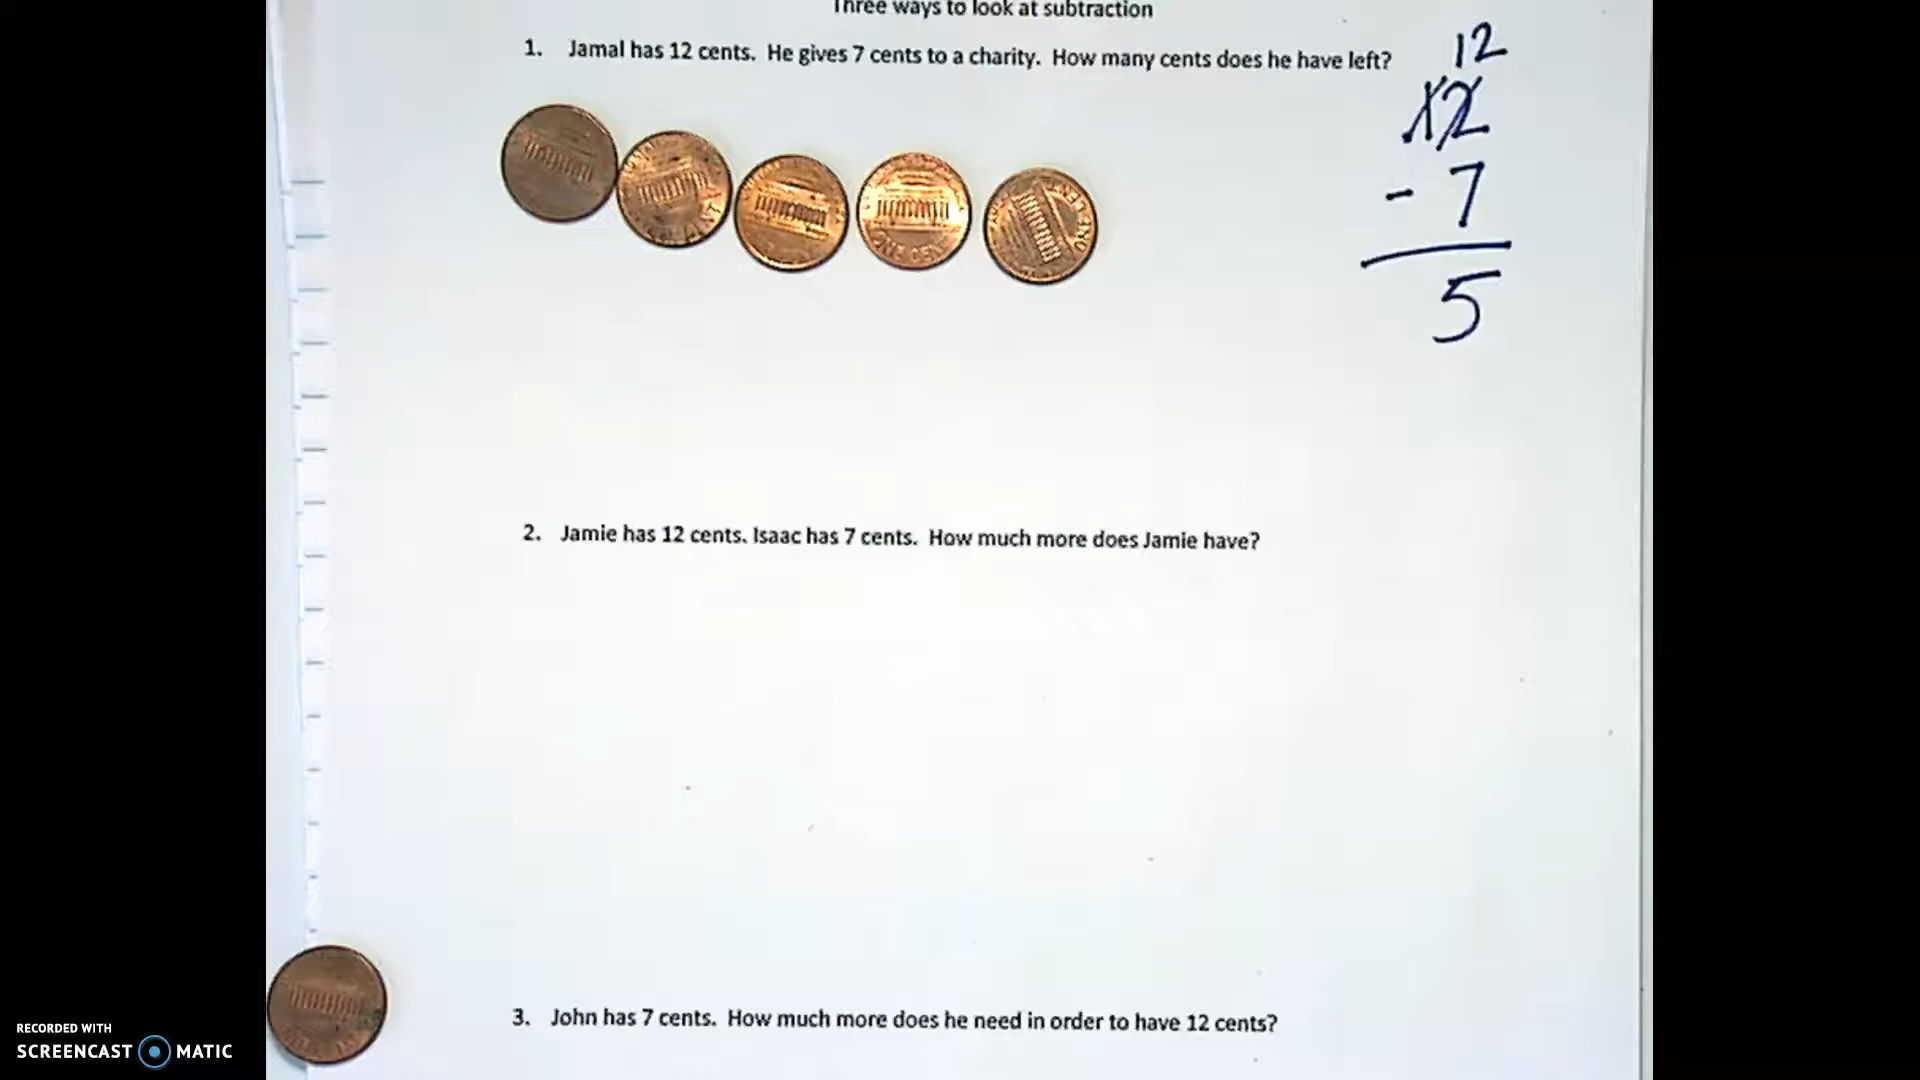 Three ways to look at subtraction
1. Jamal has 12 cents. He gives 7 cents to a charity. How many cents does he have left?
12
12
- 7
5
ONE CENT
2. Jamie has 12 cents. Isaac has 7 cents. How much more does Jamie have?
3. John has 7 cents. How much more does he need in order to have 12 cents?
RECORDED WITH
SCREENCAST MATIC